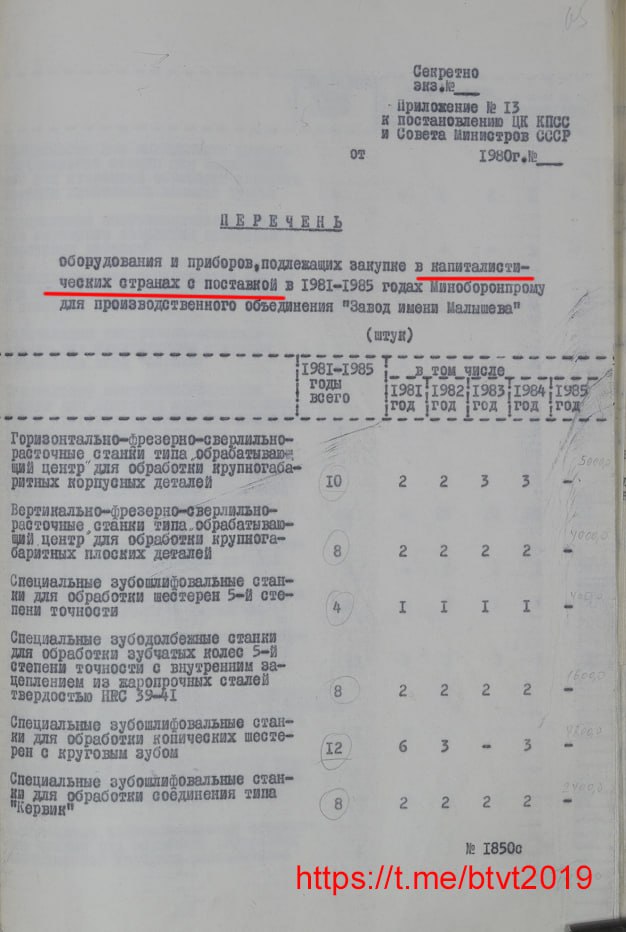 Секретно
экз.№___
Приложение № 13
к постановлению ЦК КПСС
и Совета Министров СССР
от 1980г.№___
ПЕРЕЧЕНЬ
оборудования и приборов,подлежащих закупке в капиталисти-
ческих странах с поставкой в 1981-1985 годах Миноборонпрому
для производственного объединения "Завод имени Малышева"
(штук)
1981-1985 годы всего
в том числе
1981 год 1982 год 1983 год 1984 год 1985 год
Горизонтально-фрезерно-сверлильно-
расточные станки типа "обрабатываю-
щий центр" для обработки крупногаба-
ритных корпусных деталей 10 2 2 3 3 -
Вертикально-фрезерно-сверлильно-
расточные станки типа "обрабатываю-
щий центр" для обработки крупнога-
баритных плоских деталей 8 2 2 2 2 -
Специальные зубошлифовальные стан-
ки для обработки шестерен 5-й сте-
пени точности 4 I I I I -
Специальные зубодолбежные станки
для обработки зубчатых колес 5-й
степени точности с внутренним за-
цеплением из жаропрочных сталей
твердостью HRC 39-41 8 2 2 2 2 -
Специальные зубошлифовальные стан-
ки для обработки конических шесте-
рен с круговым зубом 12 6 3 - 3 -
Специальные зубошлифовальные стан-
ки для обработки соединения типа
"Кервик" 8 2 2 2 2 -
№ 1850с
https://t.me/btvt2019